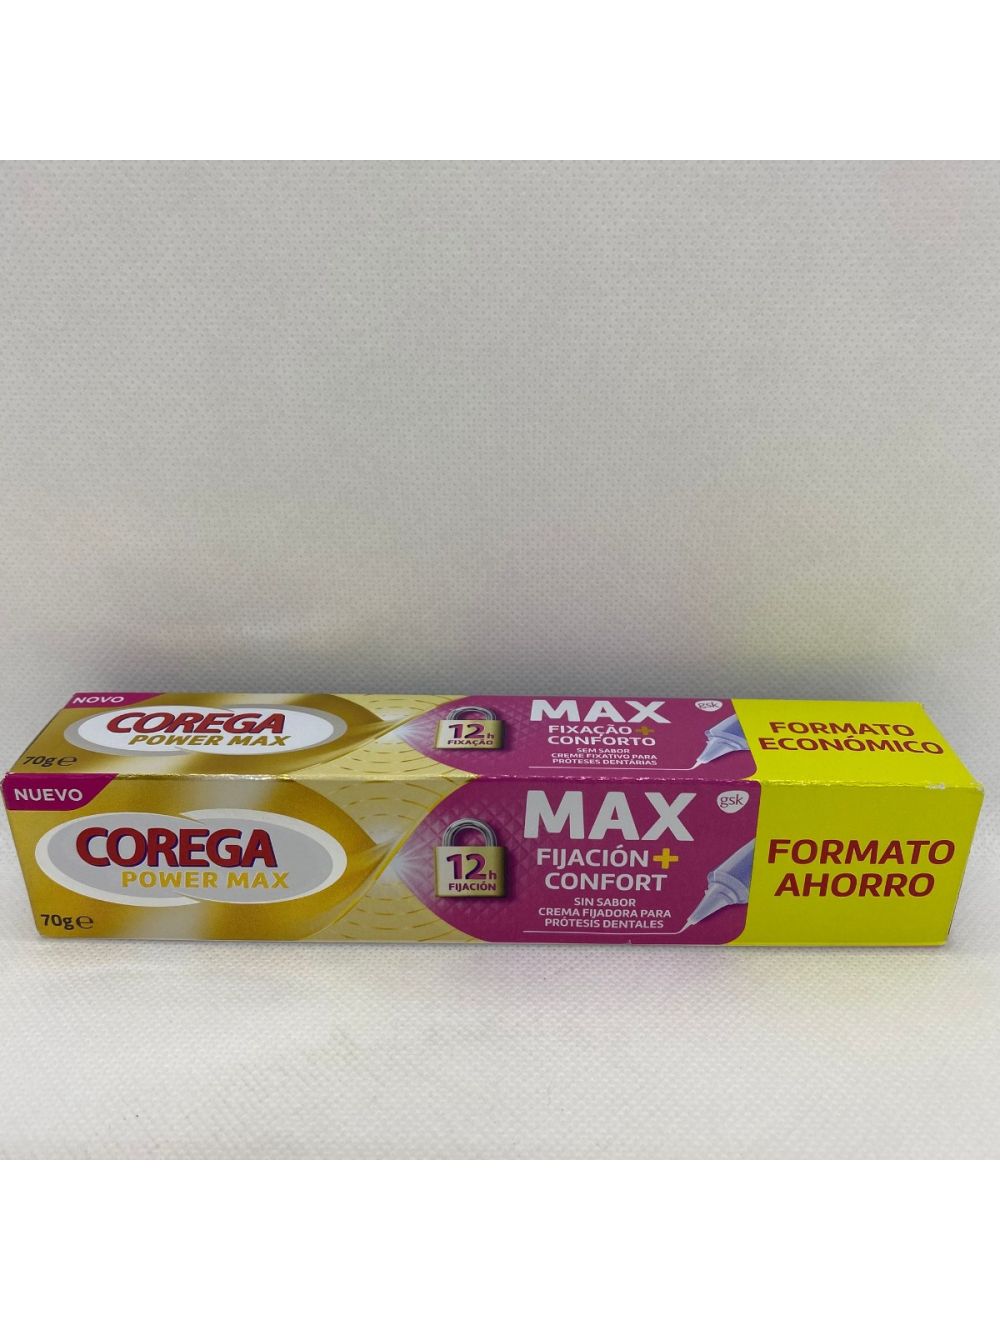 NOVO
COREGA
POWER MAX
70g e
12h
FIXAÇÃO
MAX
FIXAÇÃO +
CONFORTO
SEM SABOR
CREME FIXATIVO PARA
PRÓTESES DENTÁRIAS
gsk
FORMATO
ECONÓMICO
NUEVO
COREGA
POWER MAX
70g e
12h
FIJACIÓN
MAX
FIJACIÓN +
CONFORT
SIN SABOR
CREMA FIJADORA PARA
PRÓTESIS DENTALES
gsk
FORMATO
AHORRO